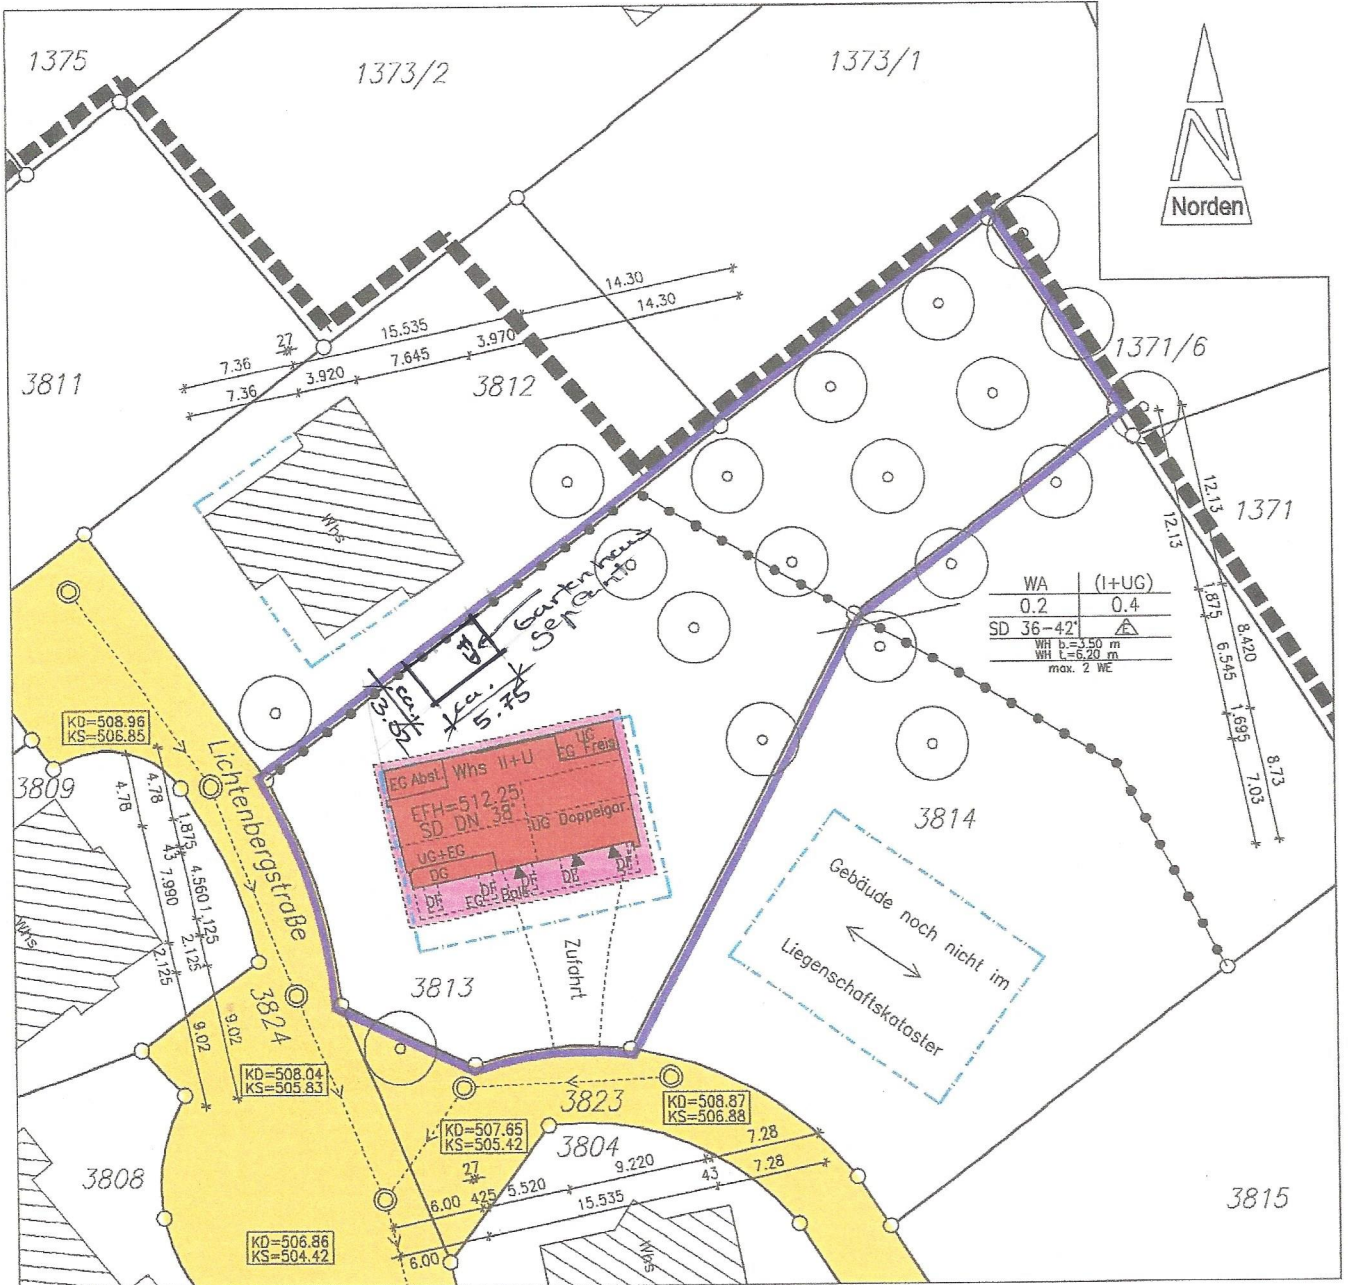 1375
1373/2
1373/1
N
Norden
14.30
14.30
27
15.535
3.970
7.36
7.645
3.920
7.36
3811
3812
1371/6
1371
12.13
12.13
1.875
8.420
6.545
1.695
8.73
7.03
WA (I+UG)
0.2 0.4
SD 36-42° E
WH b.=3.50 m
WH t.=6.20 m
max. 2 WE
Whs
Gartenhaus
ca.
3.87
ca.
5.75
KD=508.96
KS=506.85
Lichtenbergstraße
3809
4.78
4.78
1.875
43
7.990
4.560
1.125
2.125
2.125
9.02
9.02
Whs
EG Abst.
Whs II+U
UG
EG Freis
EFH=512.25
SD DN 38°
UG Doppelgar.
UG+EG
DG
DF
DF
DF
DF
DF
EG Balk.
3814
Gebäude noch nicht im
Liegenschaftskataster
Zufahrt
3813
3824
KD=508.04
KS=505.83
3823
KD=508.87
KS=506.88
KD=507.65
KS=505.42
3804
27
7.28
9.220
7.28
5.520
43
425
6.00
15.535
6.00
3808
KD=506.86
KS=504.42
Whs
3815